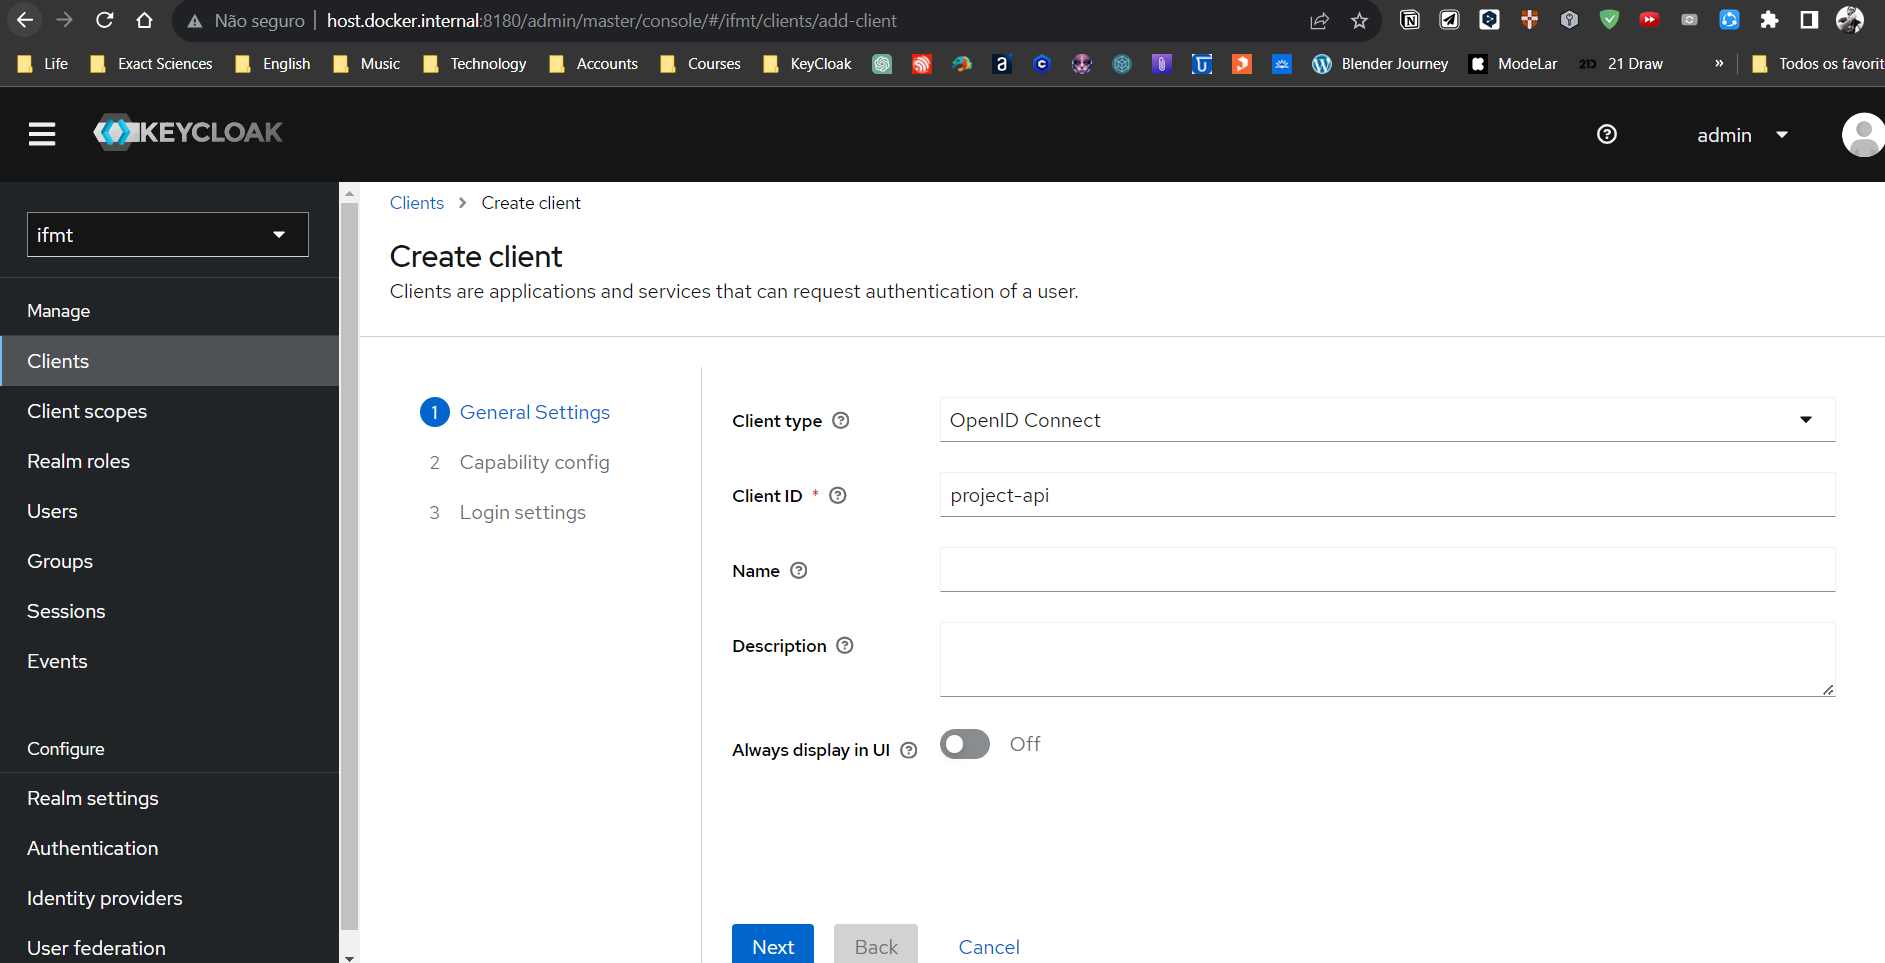 Não seguro host.docker.internal:8180/admin/master/console/#/ifmt/clients/add-client
Life Exact Sciences English Music Technology Accounts Courses KeyCloak Blender Journey ModeLar 21 Draw » Todos os favorit
KEYCLOAK
admin
ifmt
Manage
Clients
Client scopes
Realm roles
Users
Groups
Sessions
Events
Configure
Realm settings
Authentication
Identity providers
User federation
Clients > Create client
Create client
Clients are applications and services that can request authentication of a user.
1 General Settings
2 Capability config
3 Login settings
Client type OpenID Connect
Client ID * project-api
Name
Description
Always display in UI Off
Next Back Cancel